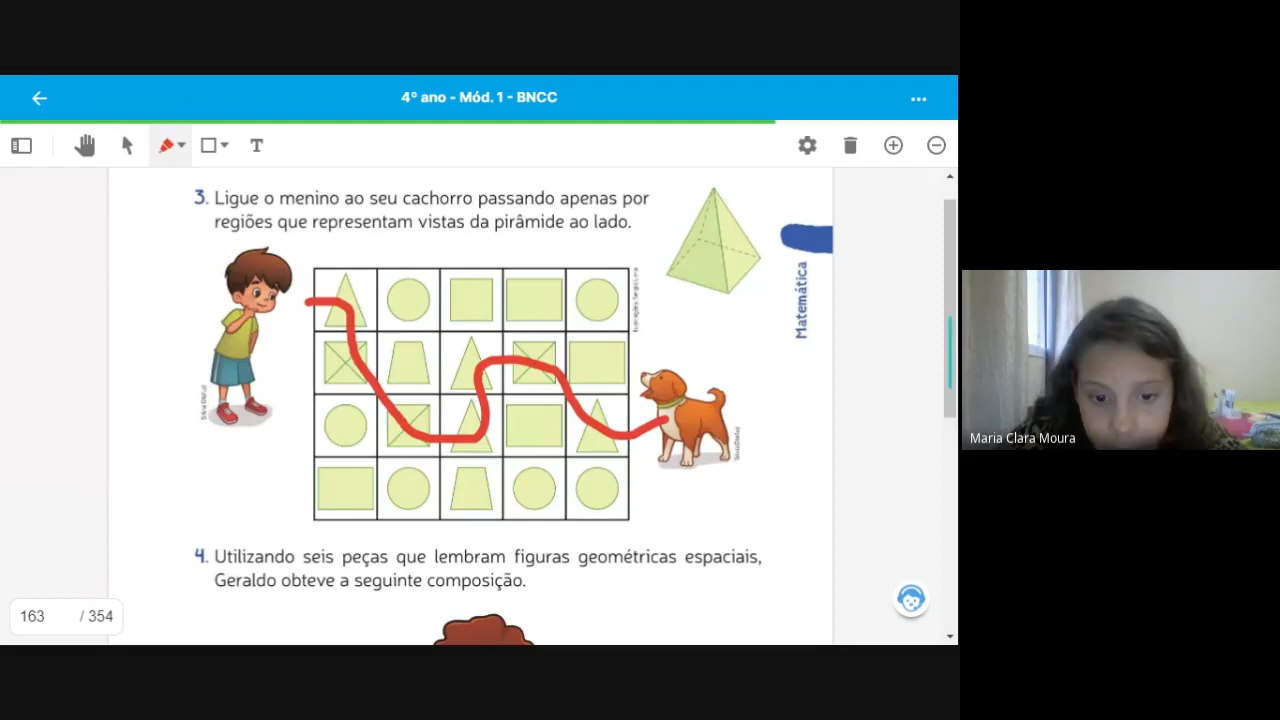 4º ano - Mód. 1 - BNCC
T
3. Ligue o menino ao seu cachorro passando apenas por
regiões que representam vistas da pirâmide ao lado.
Matemática
Maria Clara Moura
4. Utilizando seis peças que lembram figuras geométricas espaciais,
Geraldo obteve a seguinte composição.
163 / 354